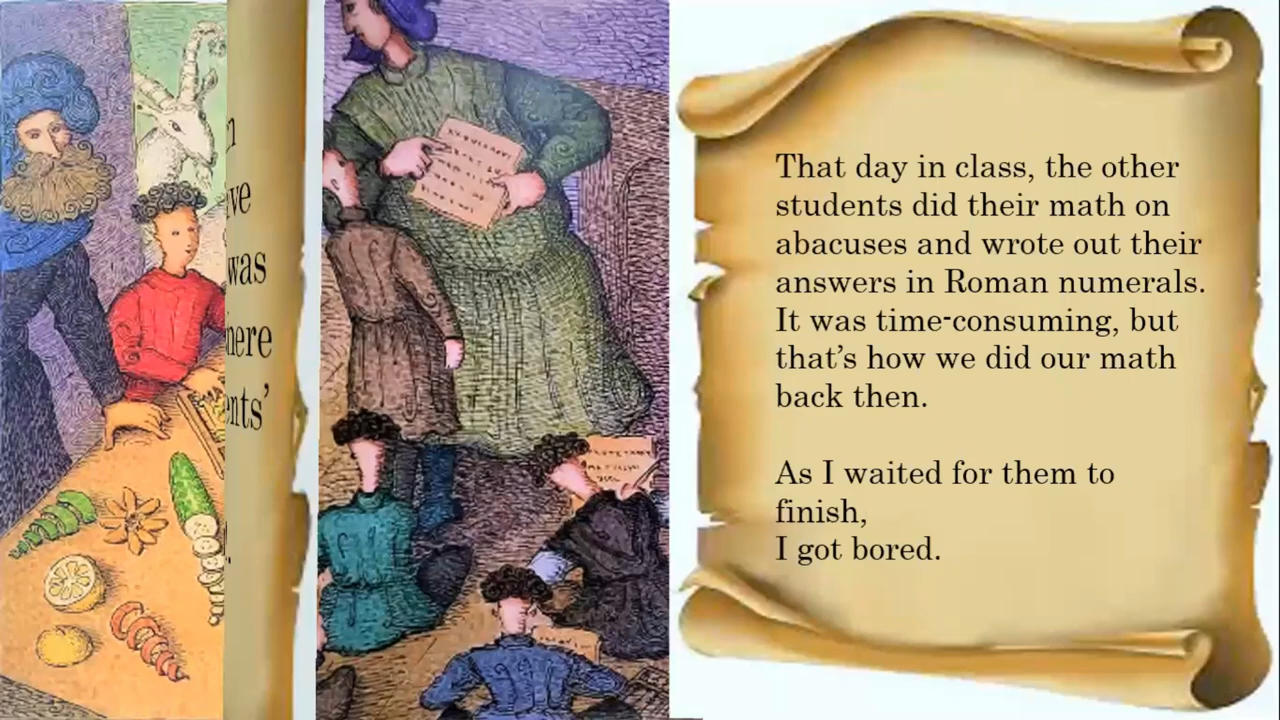 was
That day in class, the other
students did their math on
abacuses and wrote out their
answers in Roman numerals.
It was time-consuming, but
that's how we did our math
back then.
As I waited for them to
finish,
I got bored.